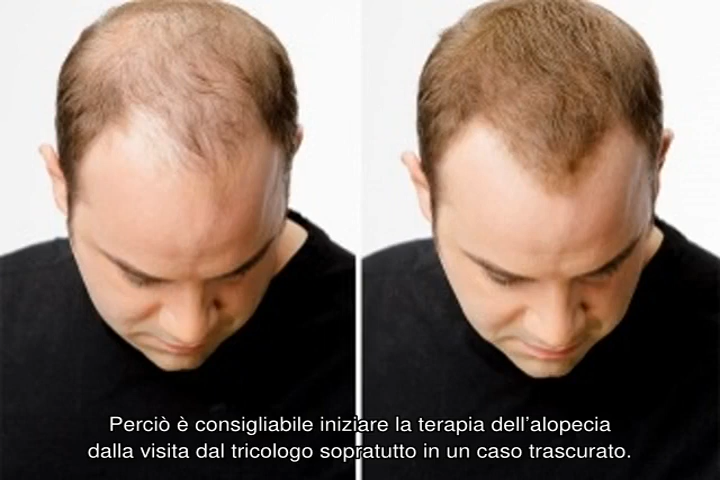 Perciò è consigliabile iniziare la terapia dell'alopecia
dalla visita dal tricologo sopratutto in un caso trascurato.